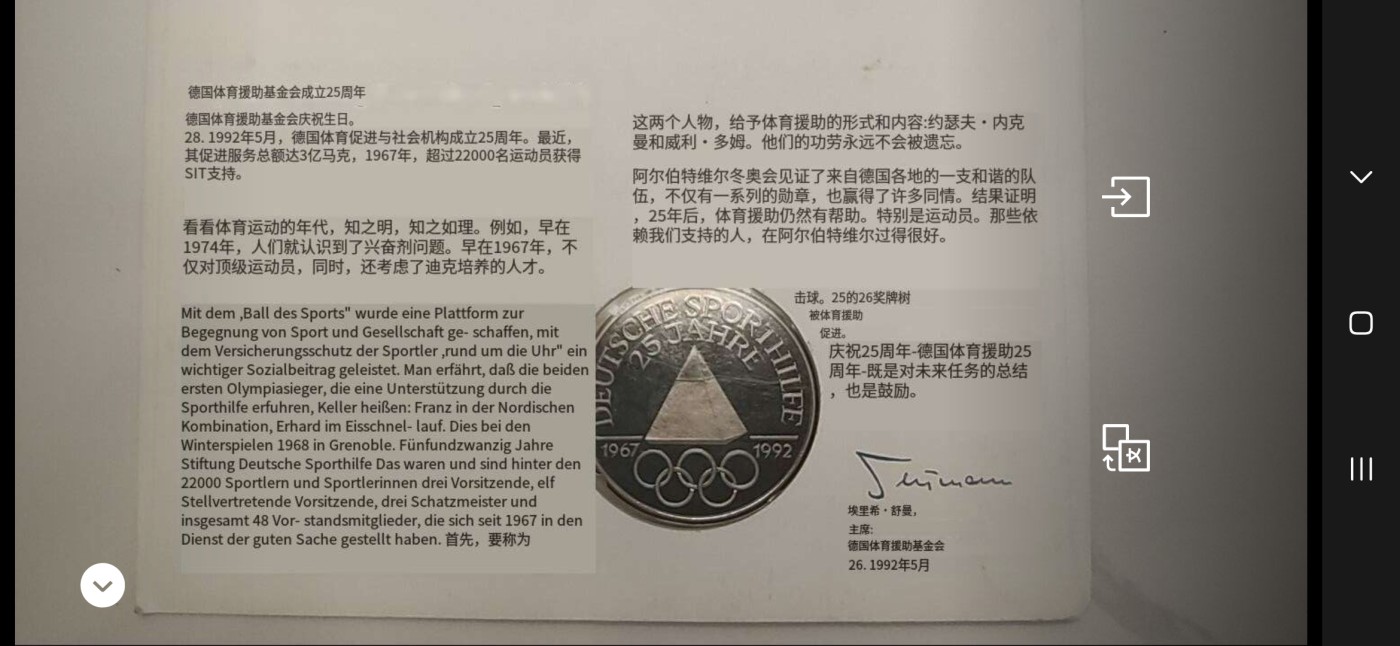 德国体育援助基金会成立25周年
德国体育援助基金会庆祝生日。
28. 1992年5月，德国体育促进与社会机构成立25周年。最近，
其促进服务总额达3亿马克，1967年，超过22000名运动员获得
SIT支持。
看看体育运动的年代，知之明，知之如理。例如，早在
1974年，人们就认识到了兴奋剂问题。早在1967年，不
仅对顶级运动员，同时，还考虑了迪克培养的人才。
Mit dem ,Ball des Sports" wurde eine Plattform zur
Begegnung von Sport und Gesellschaft ge- schaffen, mit
dem Versicherungsschutz der Sportler ,rund um die Uhr" ein
wichtiger Sozialbeitrag geleistet. Man erfährt, daß die beiden
ersten Olympiasieger, die eine Unterstützung durch die
Sporthilfe erfuhren, Keller heißen: Franz in der Nordischen
Kombination, Erhard im Eisschnel- lauf. Dies bei den
Winterspielen 1968 in Grenoble. Fünfundzwanzig Jahre
Stiftung Deutsche Sporthilfe Das waren und sind hinter den
22000 Sportlern und Sportlerinnen drei Vorsitzende, elf
Stellvertretende Vorsitzende, drei Schatzmeister und
insgesamt 48 Vor- standsmitglieder, die sich seit 1967 in den
Dienst der guten Sache gestellt haben. 首先，要称为
这两个人物，给予体育援助的形式和内容:约瑟夫·内克
曼和威利·多姆。他们的功劳永远不会被遗忘。
阿尔伯特维尔冬奥会见证了来自德国各地的一支和谐的队
伍，不仅有一系列的勋章，也赢得了许多同情。结果证明
，25年后，体育援助仍然有帮助。特别是运动员。那些依
赖我们支持的人，在阿尔伯特维尔过得很好。
击球。25的26奖牌树
被体育援助
促进。
庆祝25周年-德国体育援助25
周年-既是对未来任务的总结
，也是鼓励。
DEUTSCHE SPORTHILFE
25 JAHRE
1967 1992
埃里希·舒曼，
主席:
德国体育援助基金会
26. 1992年5月